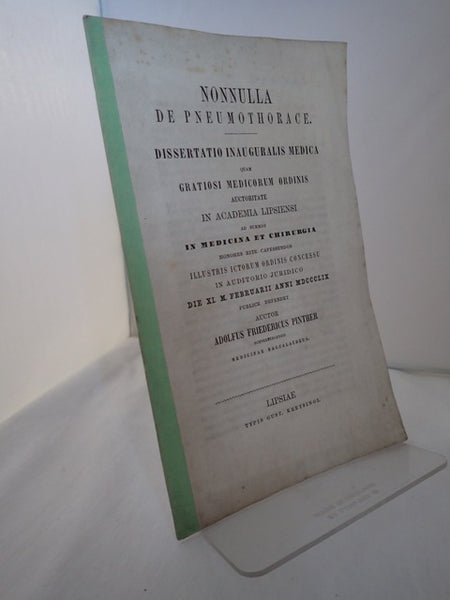 NONNULLA
DE PNEUMOTHORACE.
DISSERTATIO INAUGURALIS MEDICA
QUAM
GRATIOSI MEDICORUM ORDINIS
AUCTORITATE
IN ACADEMIA LIPSIENSI
AD SUMMOS
IN MEDICINA ET CHIRURGIA
HONORES RITE CAPESSENDOS
ILLUSTRIS ICTORUM ORDINIS CONCESSU
IN AUDITORIO JURIDICO
DIE XI. M. FEBRUARII ANNI MDCCCLIX
PUBLICE DEFENDET
AUCTOR
ADOLFUS FRIEDERICUS PINTHER
MEDICINAE BACCALAUREUS.
LIPSIAE
TYPIS GUST. KRETSINGI.